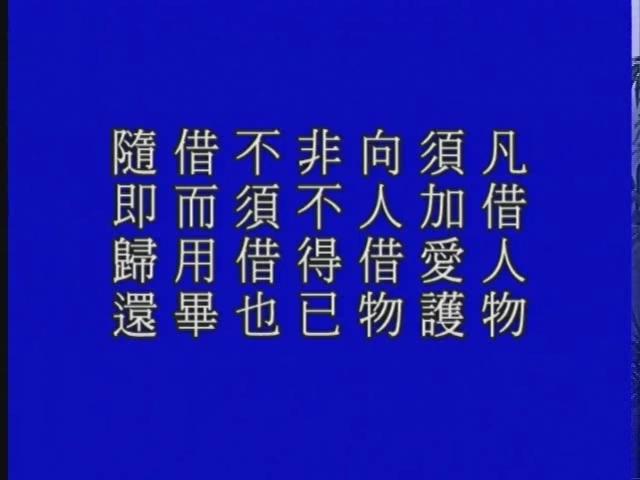 凡借人物
須加愛護
向人借物
非不得已
不須借也
借而用畢
隨即歸還